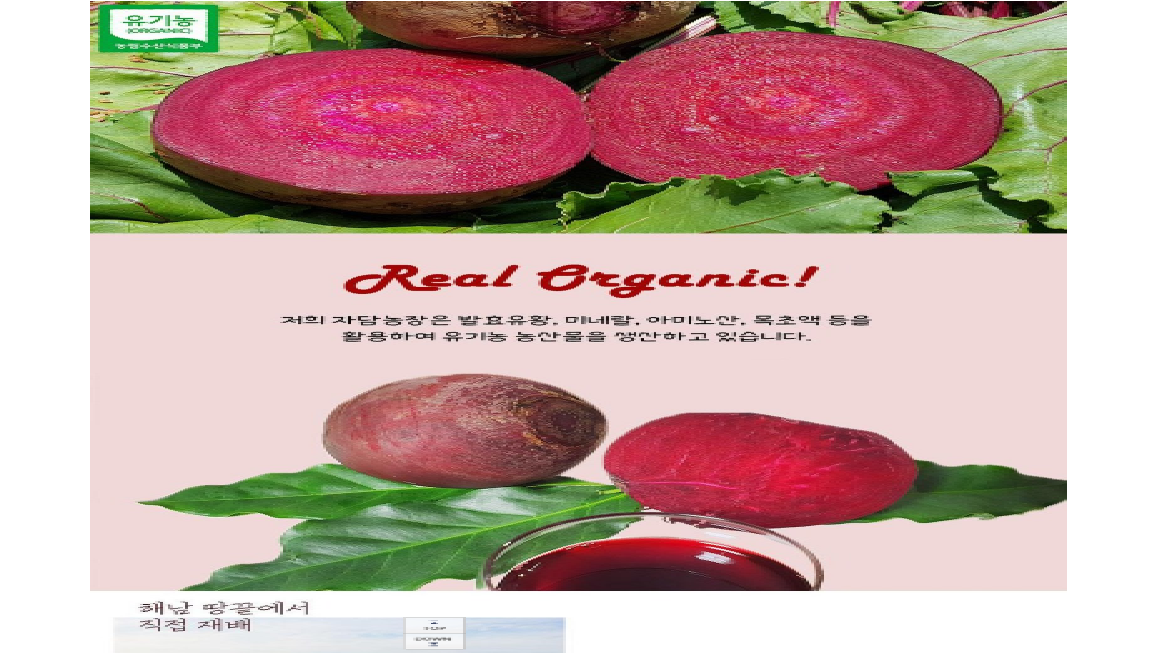 유기농
(ORGANIC)
농림수산식품부
Real Organic!
저희 자담농장은 발효유황, 미네랄, 아미노산, 목초액 등을
활용하여 유기농 농산물을 생산하고 있습니다.
해남 땅끝에서
직접 재배
TOP
DOWN